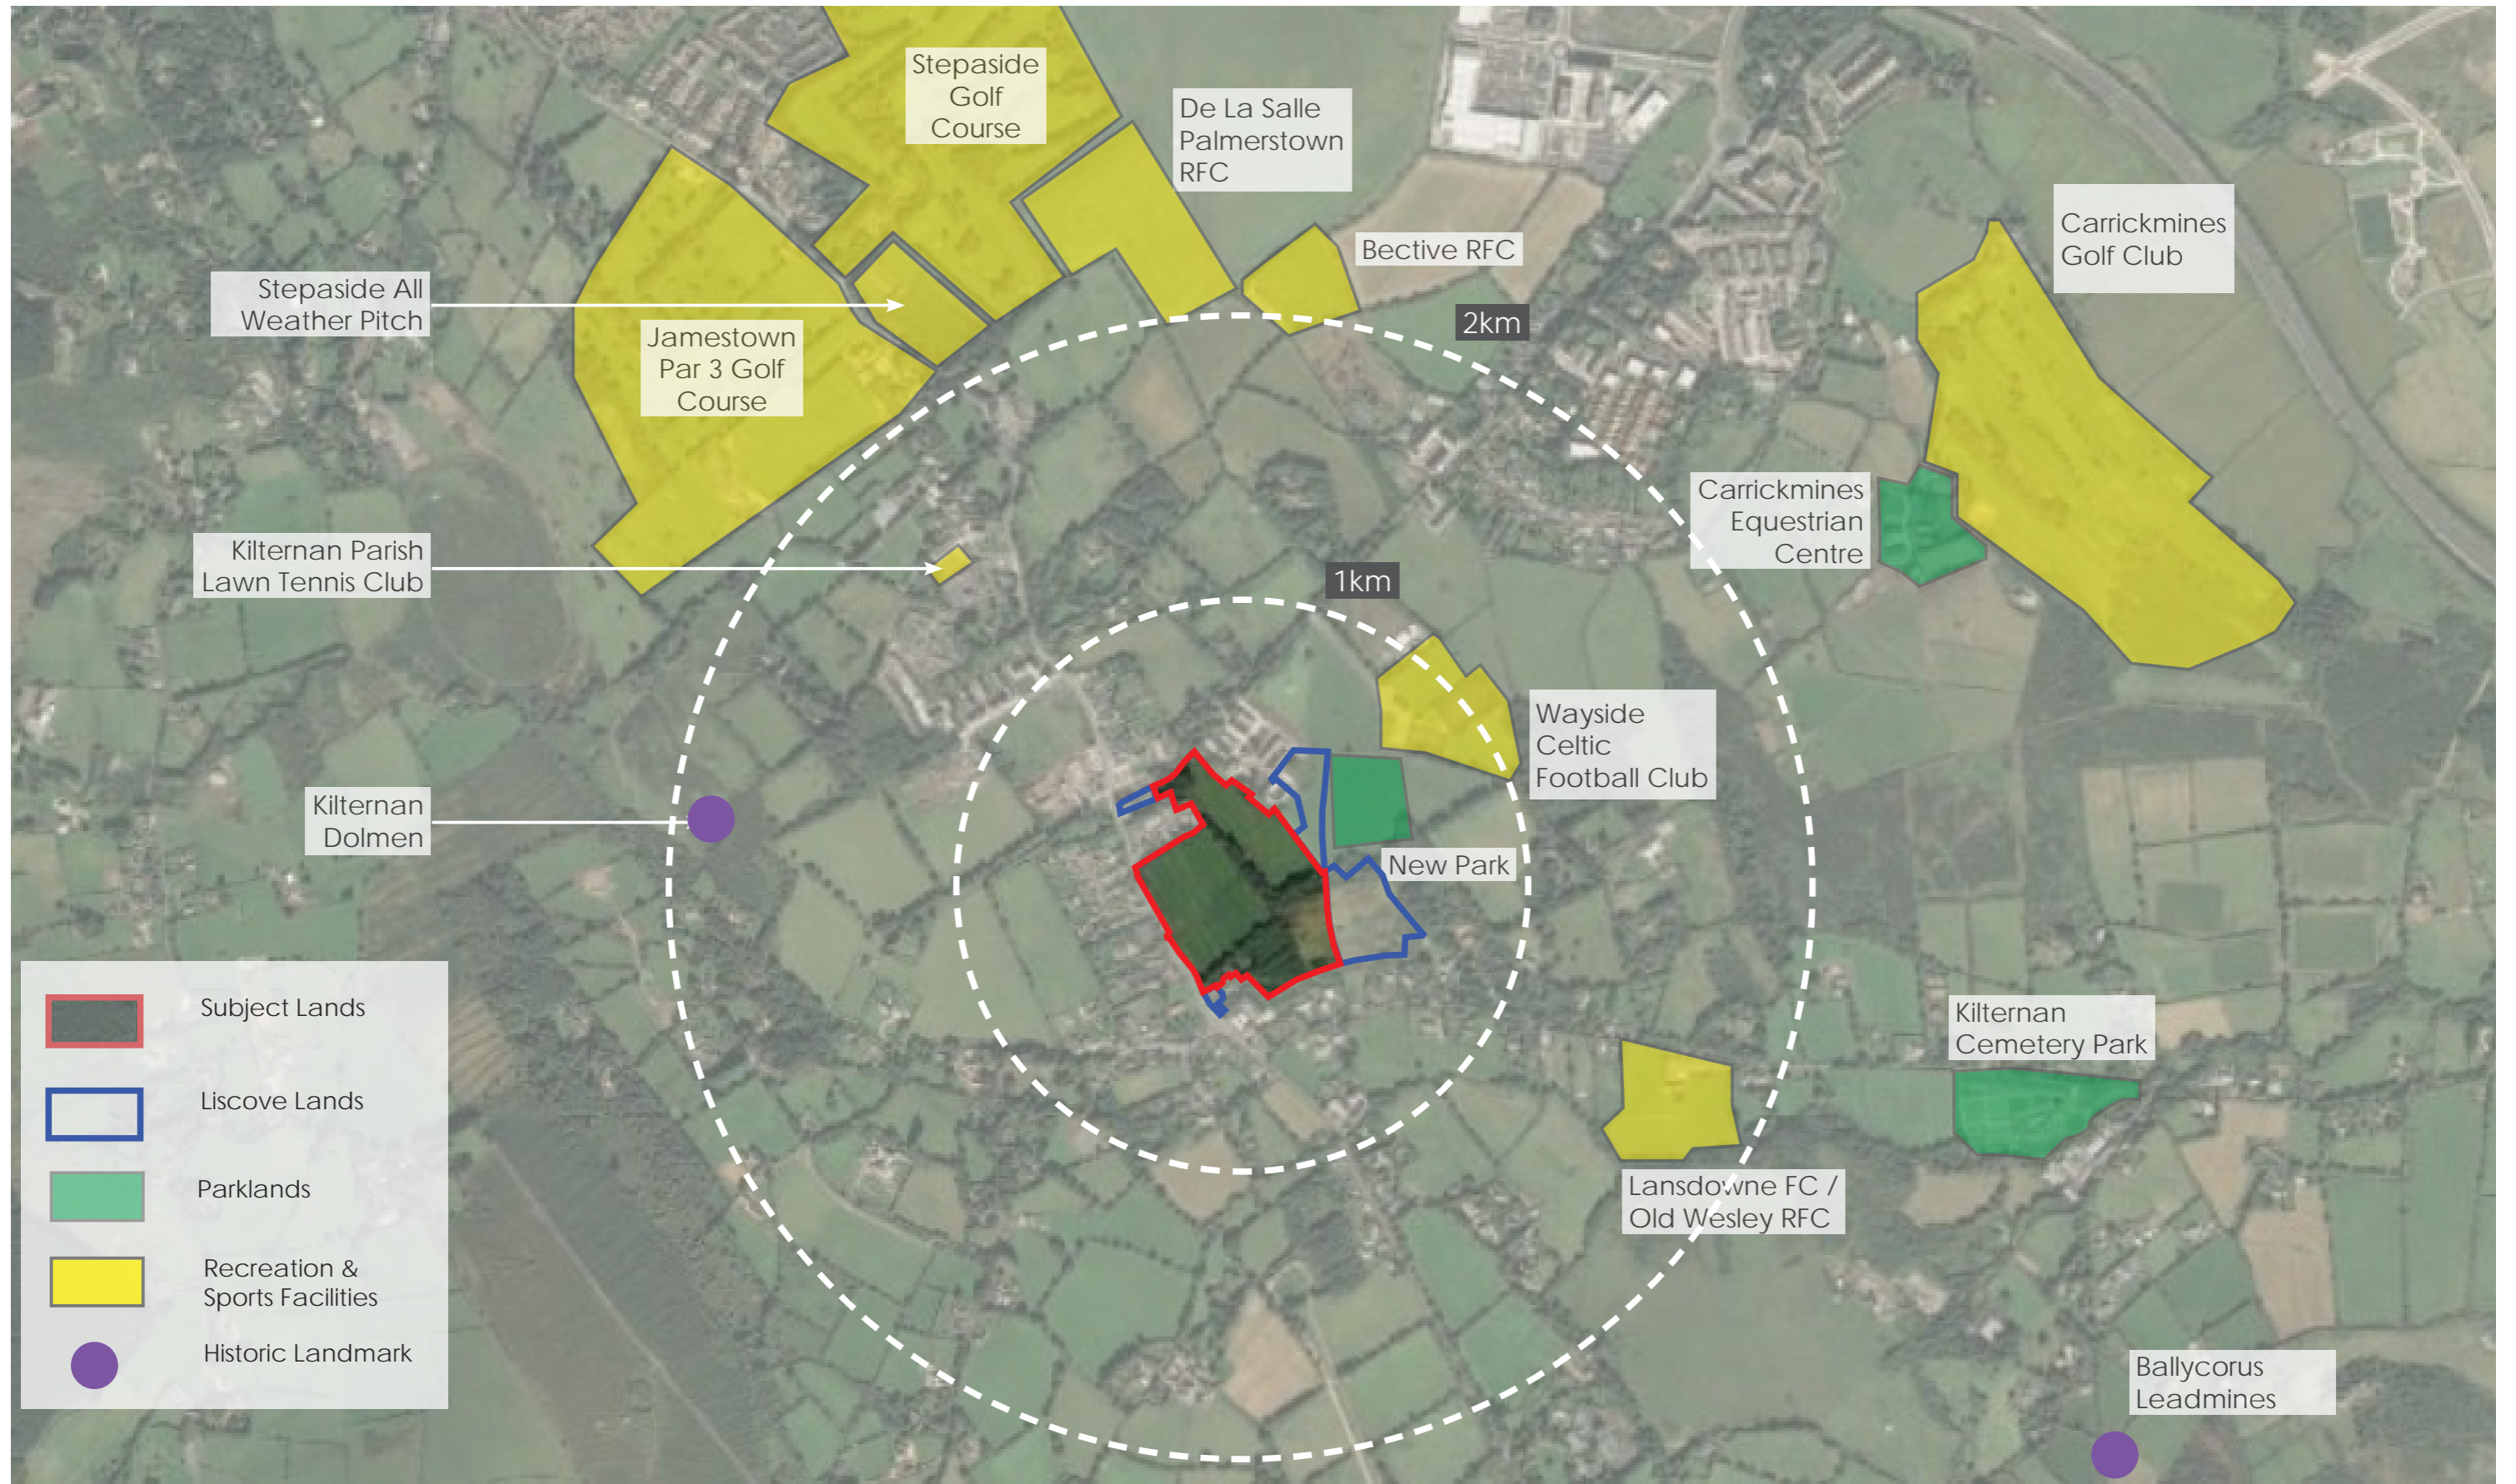 Stepaside
Golf
Course
De La Salle
Palmerstown
RFC
Bective RFC
Carrickmines
Golf Club
Stepaside All
Weather Pitch
Jamestown
Par 3 Golf
Course
2km
Carrickmines
Equestrian
Centre
Kilternan Parish
Lawn Tennis Club
1km
Wayside
Celtic
Football Club
Kilternan
Dolmen
New Park
Kilternan
Cemetery Park
Lansdowne FC /
Old Wesley RFC
Ballycorus
Leadmines
Subject Lands
Liscove Lands
Parklands
Recreation &
Sports Facilities
Historic Landmark